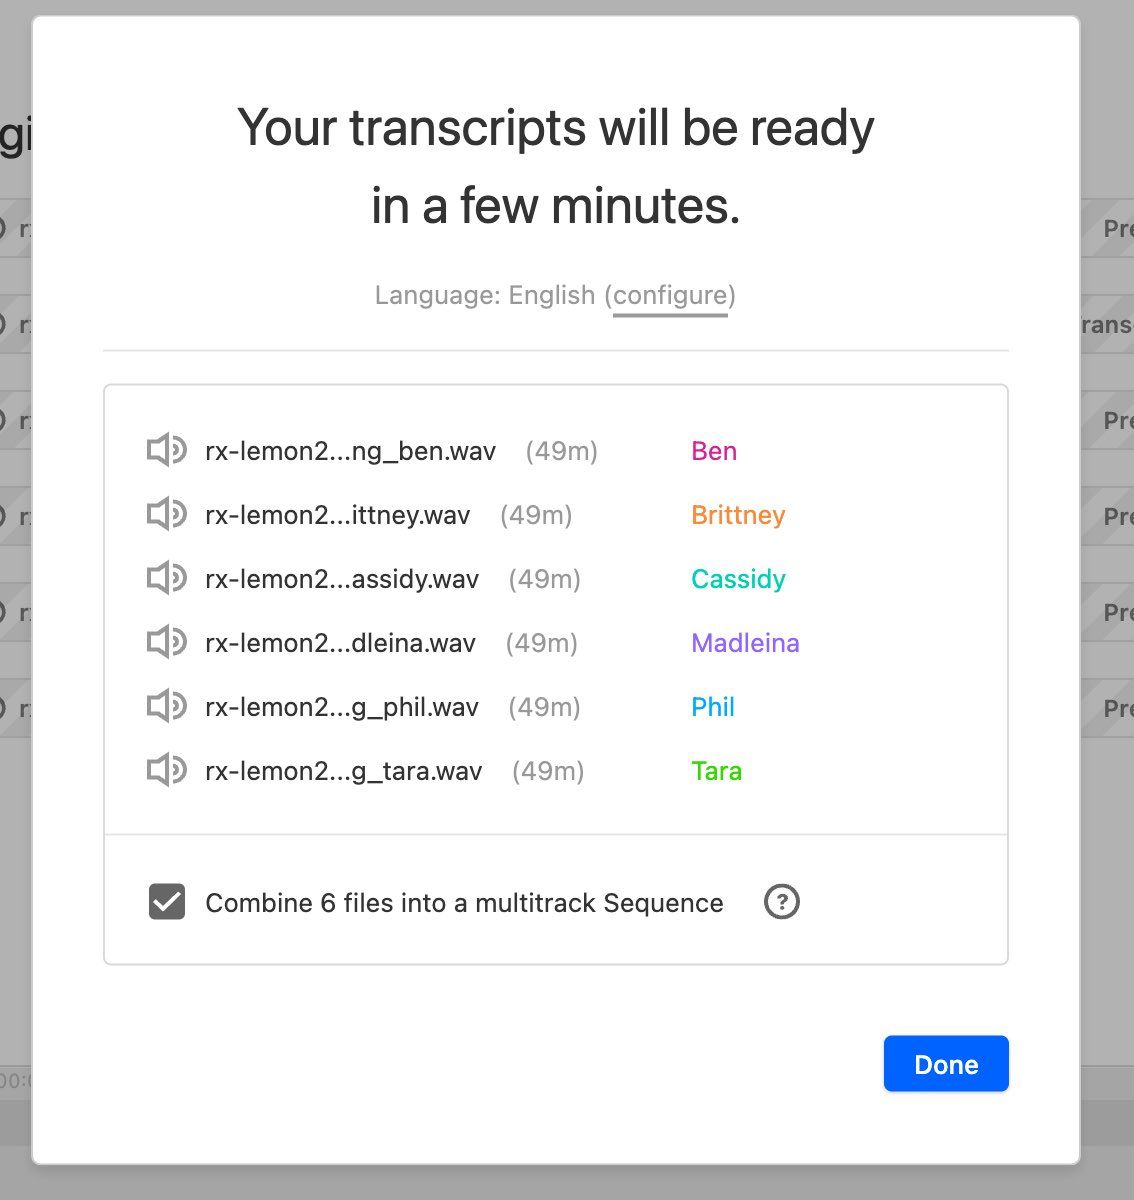 Your transcripts will be ready
in a few minutes.
Language: English (configure)
rx-lemon2...ng_ben.wav (49m) Ben
rx-lemon2...ittney.wav (49m) Brittney
rx-lemon2...assidy.wav (49m) Cassidy
rx-lemon2...dleina.wav (49m) Madleina
rx-lemon2...g_phil.wav (49m) Phil
rx-lemon2...g_tara.wav (49m) Tara
Combine 6 files into a multitrack Sequence ?
Done